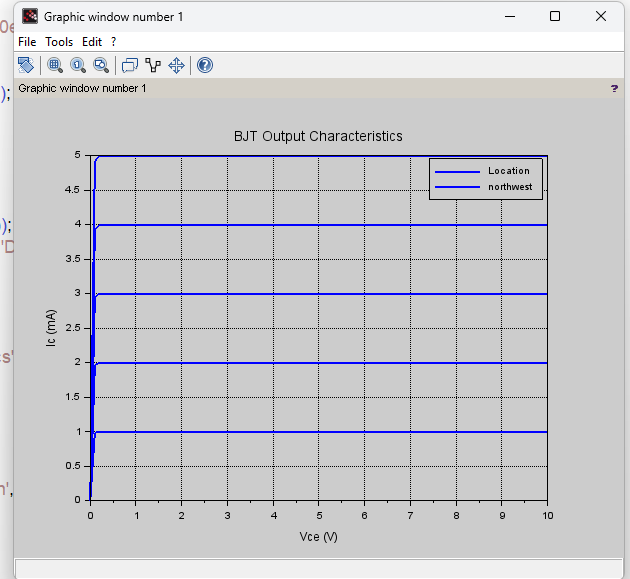 Graphic window number 1
File Tools Edit ?
Graphic window number 1 ?
);
);
'D
s'
',
BJT Output Characteristics
Location
northwest
5
4.5
4
3.5
3
2.5
2
1.5
1
0.5
0
Ic (mA)
0 1 2 3 4 5 6 7 8 9 10
Vce (V)